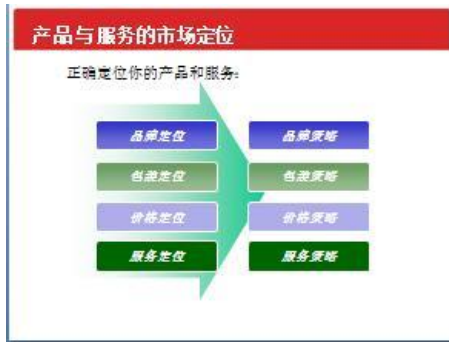 产品与服务的市场定位
正确定位你的产品和服务：
品牌定位 品牌策略
包装定位 包装策略
价格定位 价格策略
服务定位 服务策略